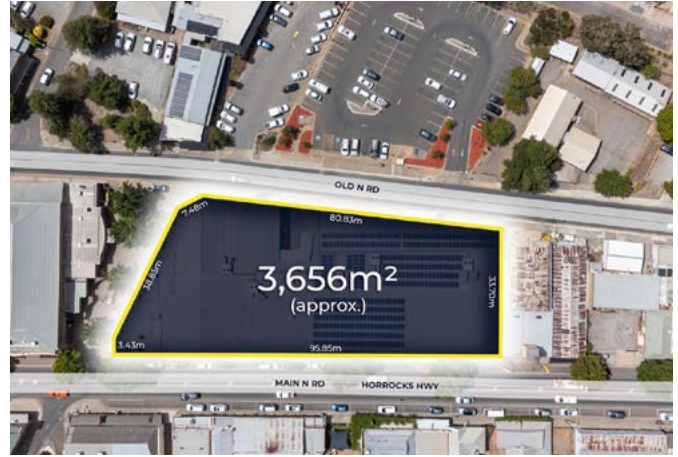 OLD N RD
7.48m
80.83m
38.85m
3,656m²
(approx.)
33.70m
3.43m
95.85m
MAIN N RD HORROCKS HWY